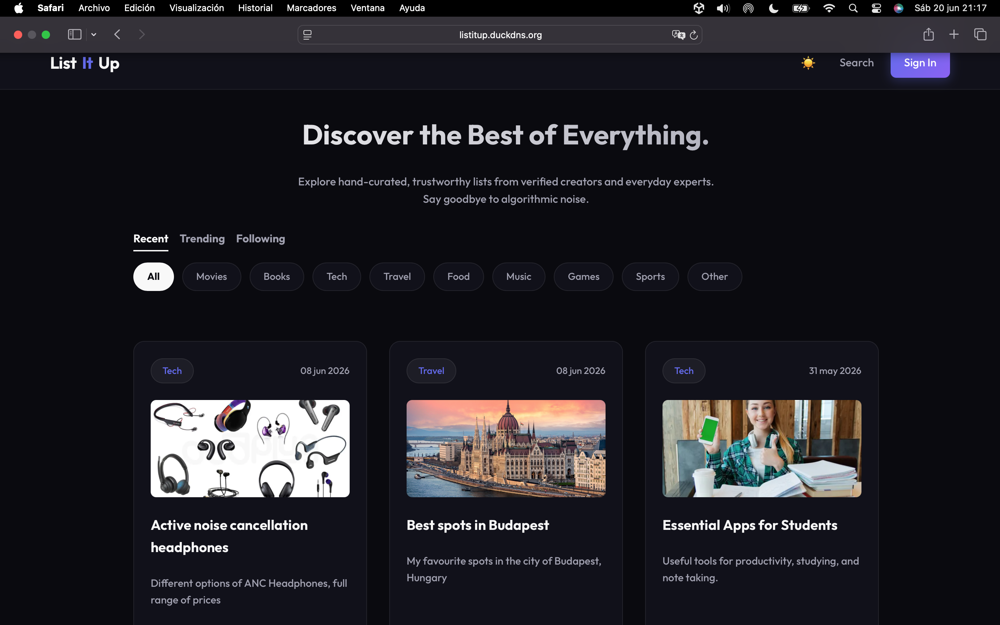 Safari Archivo Edición Visualización Historial Marcadores Ventana Ayuda Sáb 20 jun 21:17
listitup.duckdns.org
List It Up Search Sign In
Discover the Best of Everything.
Explore hand-curated, trustworthy lists from verified creators and everyday experts.
Say goodbye to algorithmic noise.
Recent Trending Following
All Movies Books Tech Travel Food Music Games Sports Other
Tech 08 jun 2026
Active noise cancellation
headphones
Different options of ANC Headphones, full
range of prices
Travel 08 jun 2026
Best spots in Budapest
My favourite spots in the city of Budapest,
Hungary
Tech 31 may 2026
Essential Apps for Students
Useful tools for productivity, studying, and
note taking.